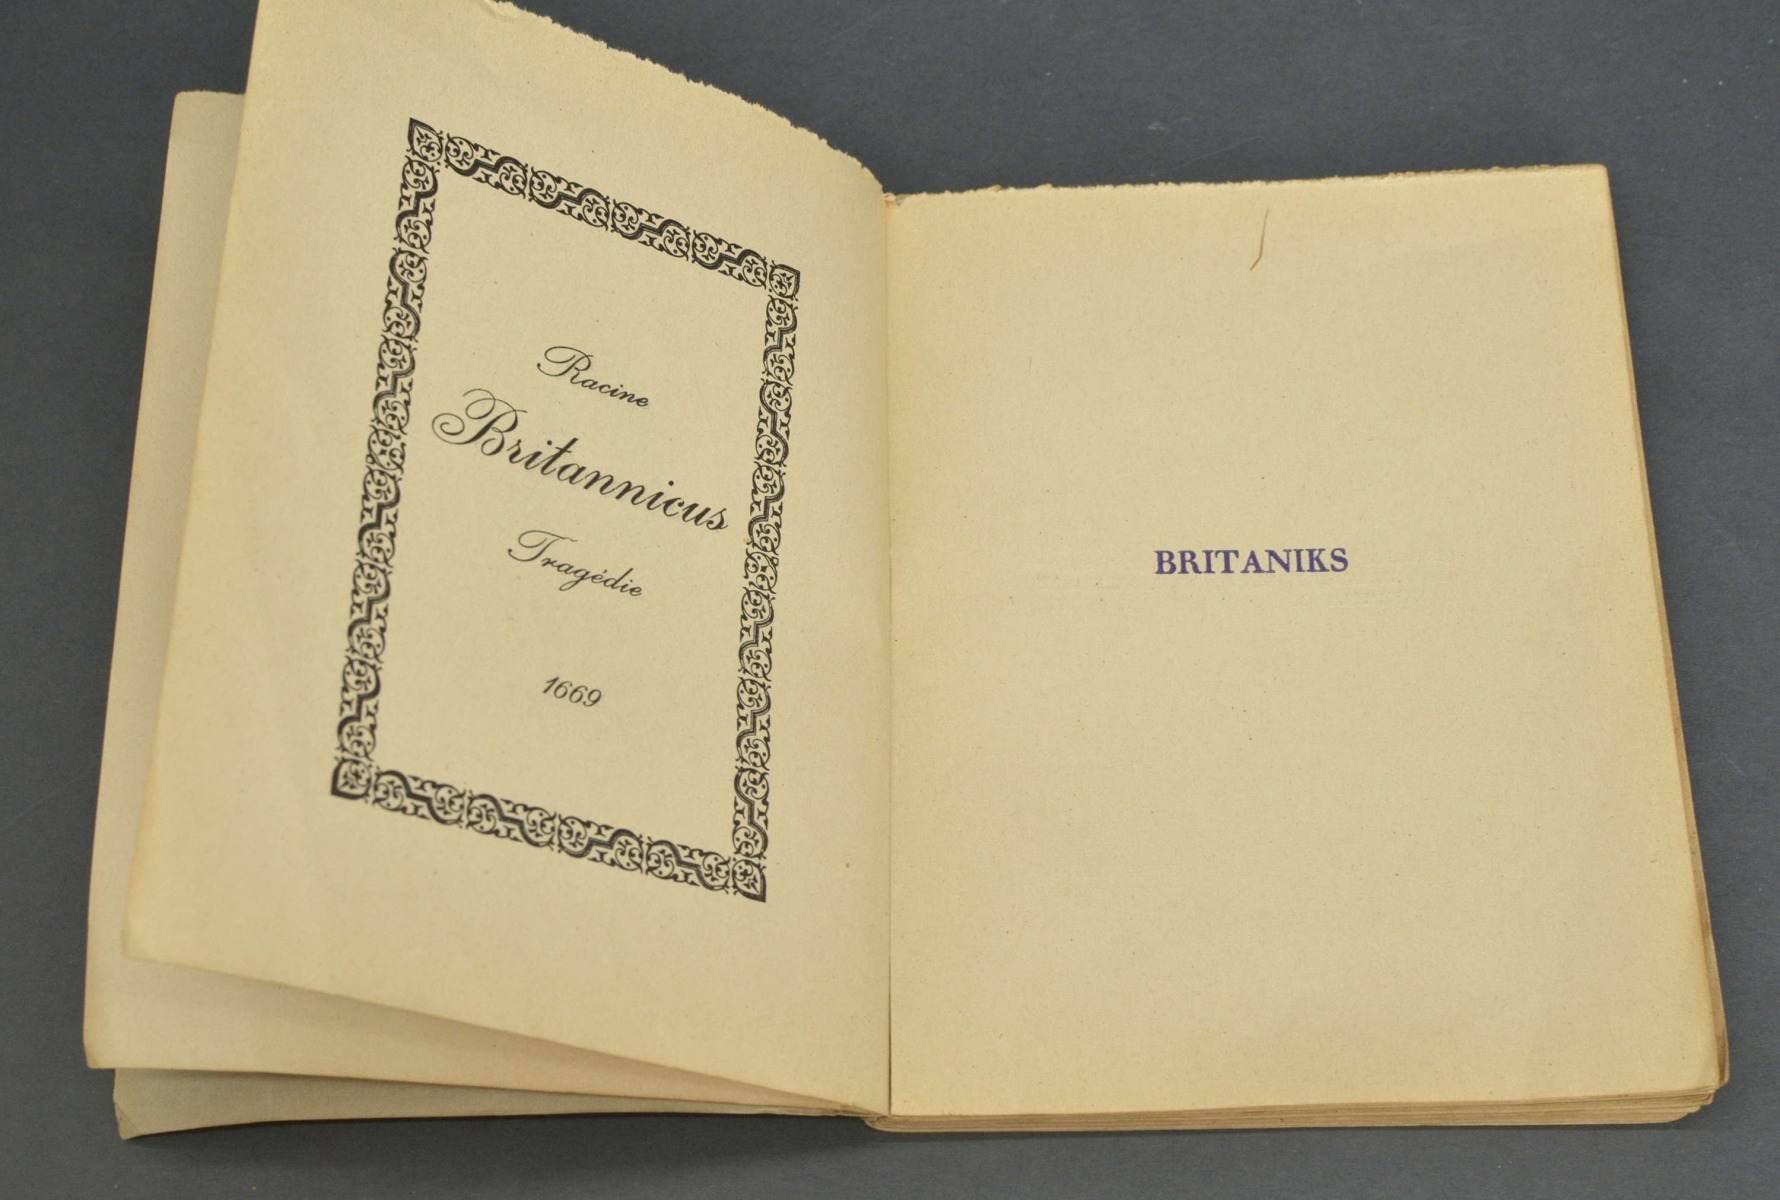 Racine
Britannicus
Tragédie
1669
BRITANIKS